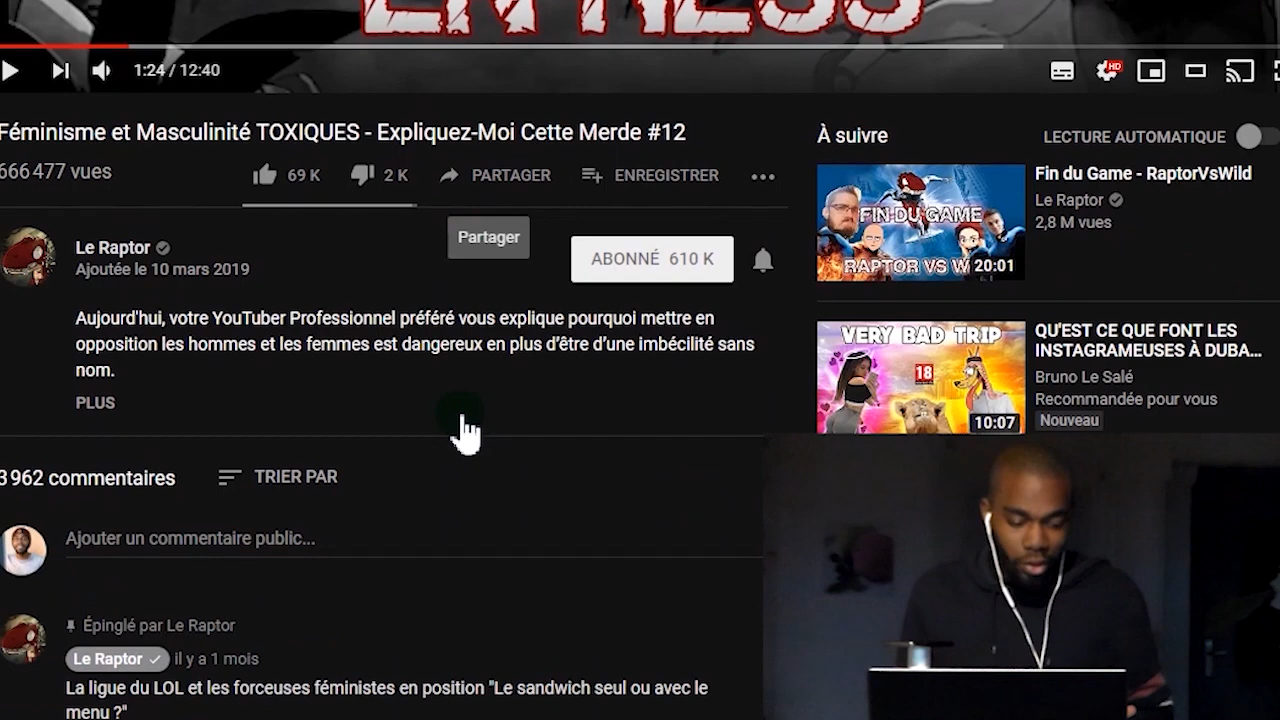 EN RESS
1:24 / 12:40
HD
Féminisme et Masculinité TOXIQUES - Expliquez-Moi Cette Merde #12
666 477 vues
69 K
2 K
PARTAGER
ENREGISTRER
Le Raptor
Ajoutée le 10 mars 2019
Partager
ABONNÉ 610 K
Aujourd'hui, votre YouTuber Professionnel préféré vous explique pourquoi mettre en
opposition les hommes et les femmes est dangereux en plus d’être d’une imbécilité sans
nom.
PLUS
3 962 commentaires
TRIER PAR
Ajouter un commentaire public...
Épinglé par Le Raptor
Le Raptor
il y a 1 mois
La ligue du LOL et les forceuses féministes en position "Le sandwich seul ou avec le
menu ?"
À suivre
LECTURE AUTOMATIQUE
FIN DU GAME
RAPTOR VS W
20:01
Fin du Game - RaptorVsWild
Le Raptor
2,8 M vues
VERY BAD TRIP
18
10:07
QU'EST CE QUE FONT LES
INSTAGRAMEUSES À DUBA...
Bruno Le Salé
Recommandée pour vous
Nouveau